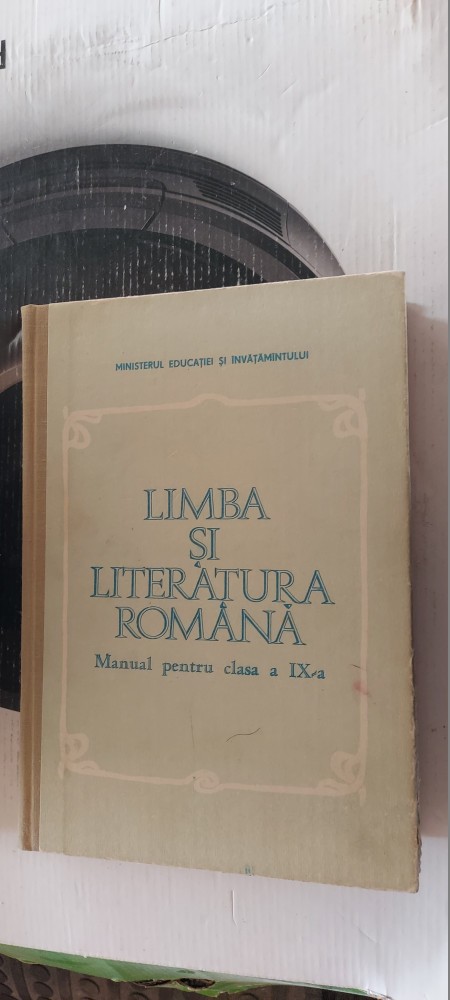 MINISTERUL EDUCAȚIEI ȘI ÎNVĂȚĂMÎNTULUI
LIMBA
ȘI
LITERATURA
ROMÂNĂ
Manual pentru clasa a IX-a